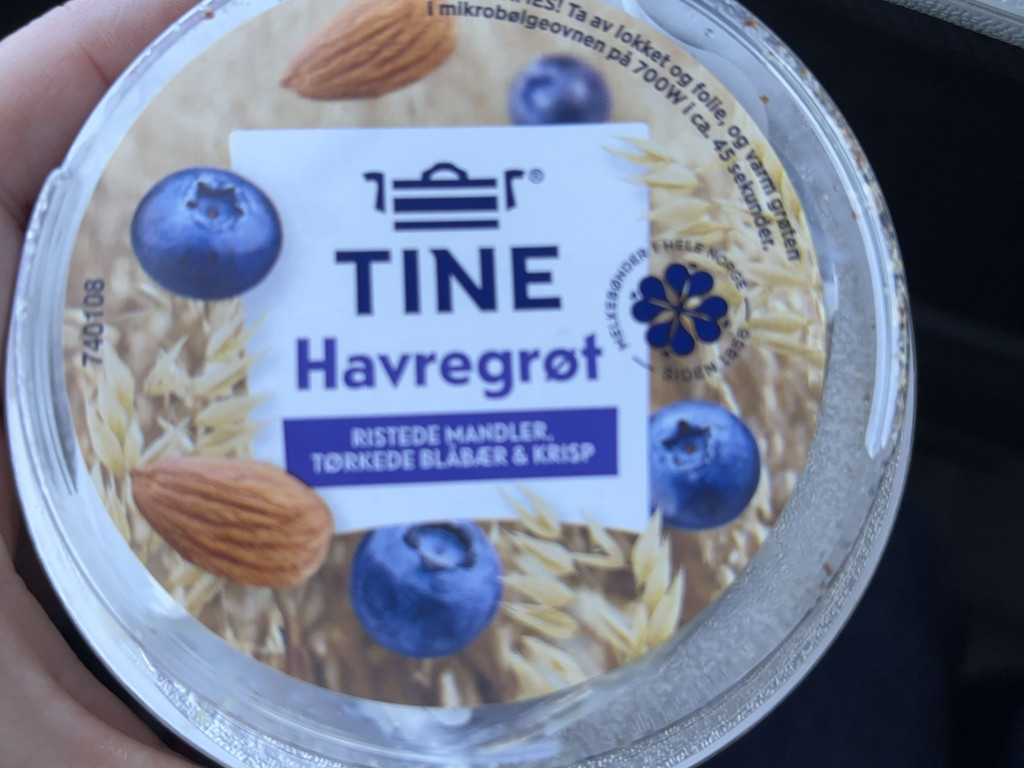 Ta av lokket og folie, og varm grøten
i mikrobølgeovnen på 700W i ca. 45 sekunder.
TINE®
Havregrøt
RISTEDE MANDLER,
TØRKEDE BLÅBÆR & KRISP
MELKEBØNDER I HELE NORGE
SIDEN 1856
740108